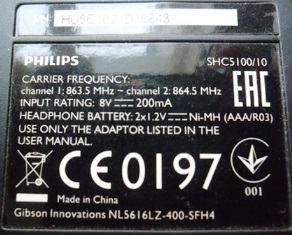 PHILIPS SHC5100/10
CARRIER FREQUENCY:
channel 1: 863.5 MHz ~ channel 2: 864.5 MHz
INPUT RATING: 8V ⎓ 200mA
HEADPHONE BATTERY: 2x1.2V ⎓ Ni-MH (AAA/R03)
USE ONLY THE ADAPTOR LISTED IN THE
USER MANUAL.
EAC
CE0197
001
Made in China
Gibson Innovations NL5616LZ-400-SFH4